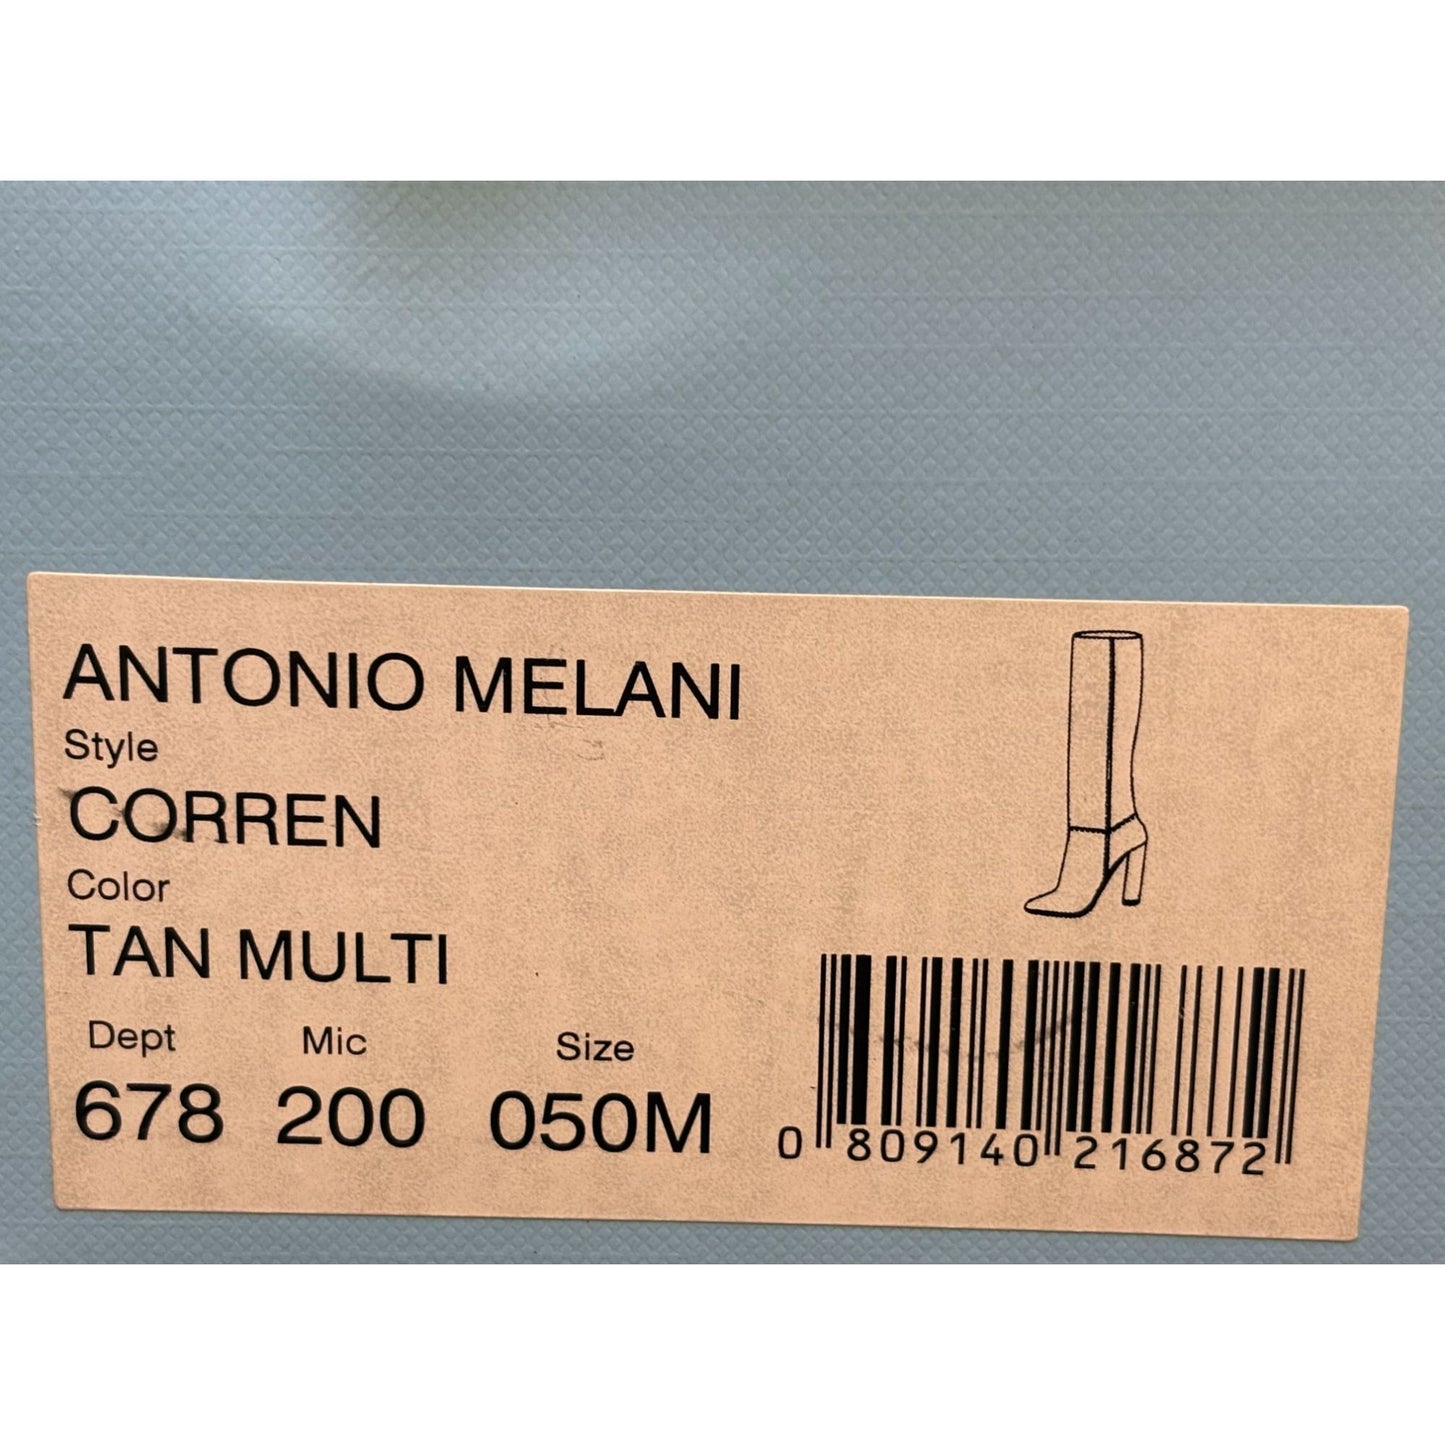 ANTONIO MELANI
Style
CORREN
Color
TAN MULTI
Dept Mic Size
678 200 050M
0 809140 216872